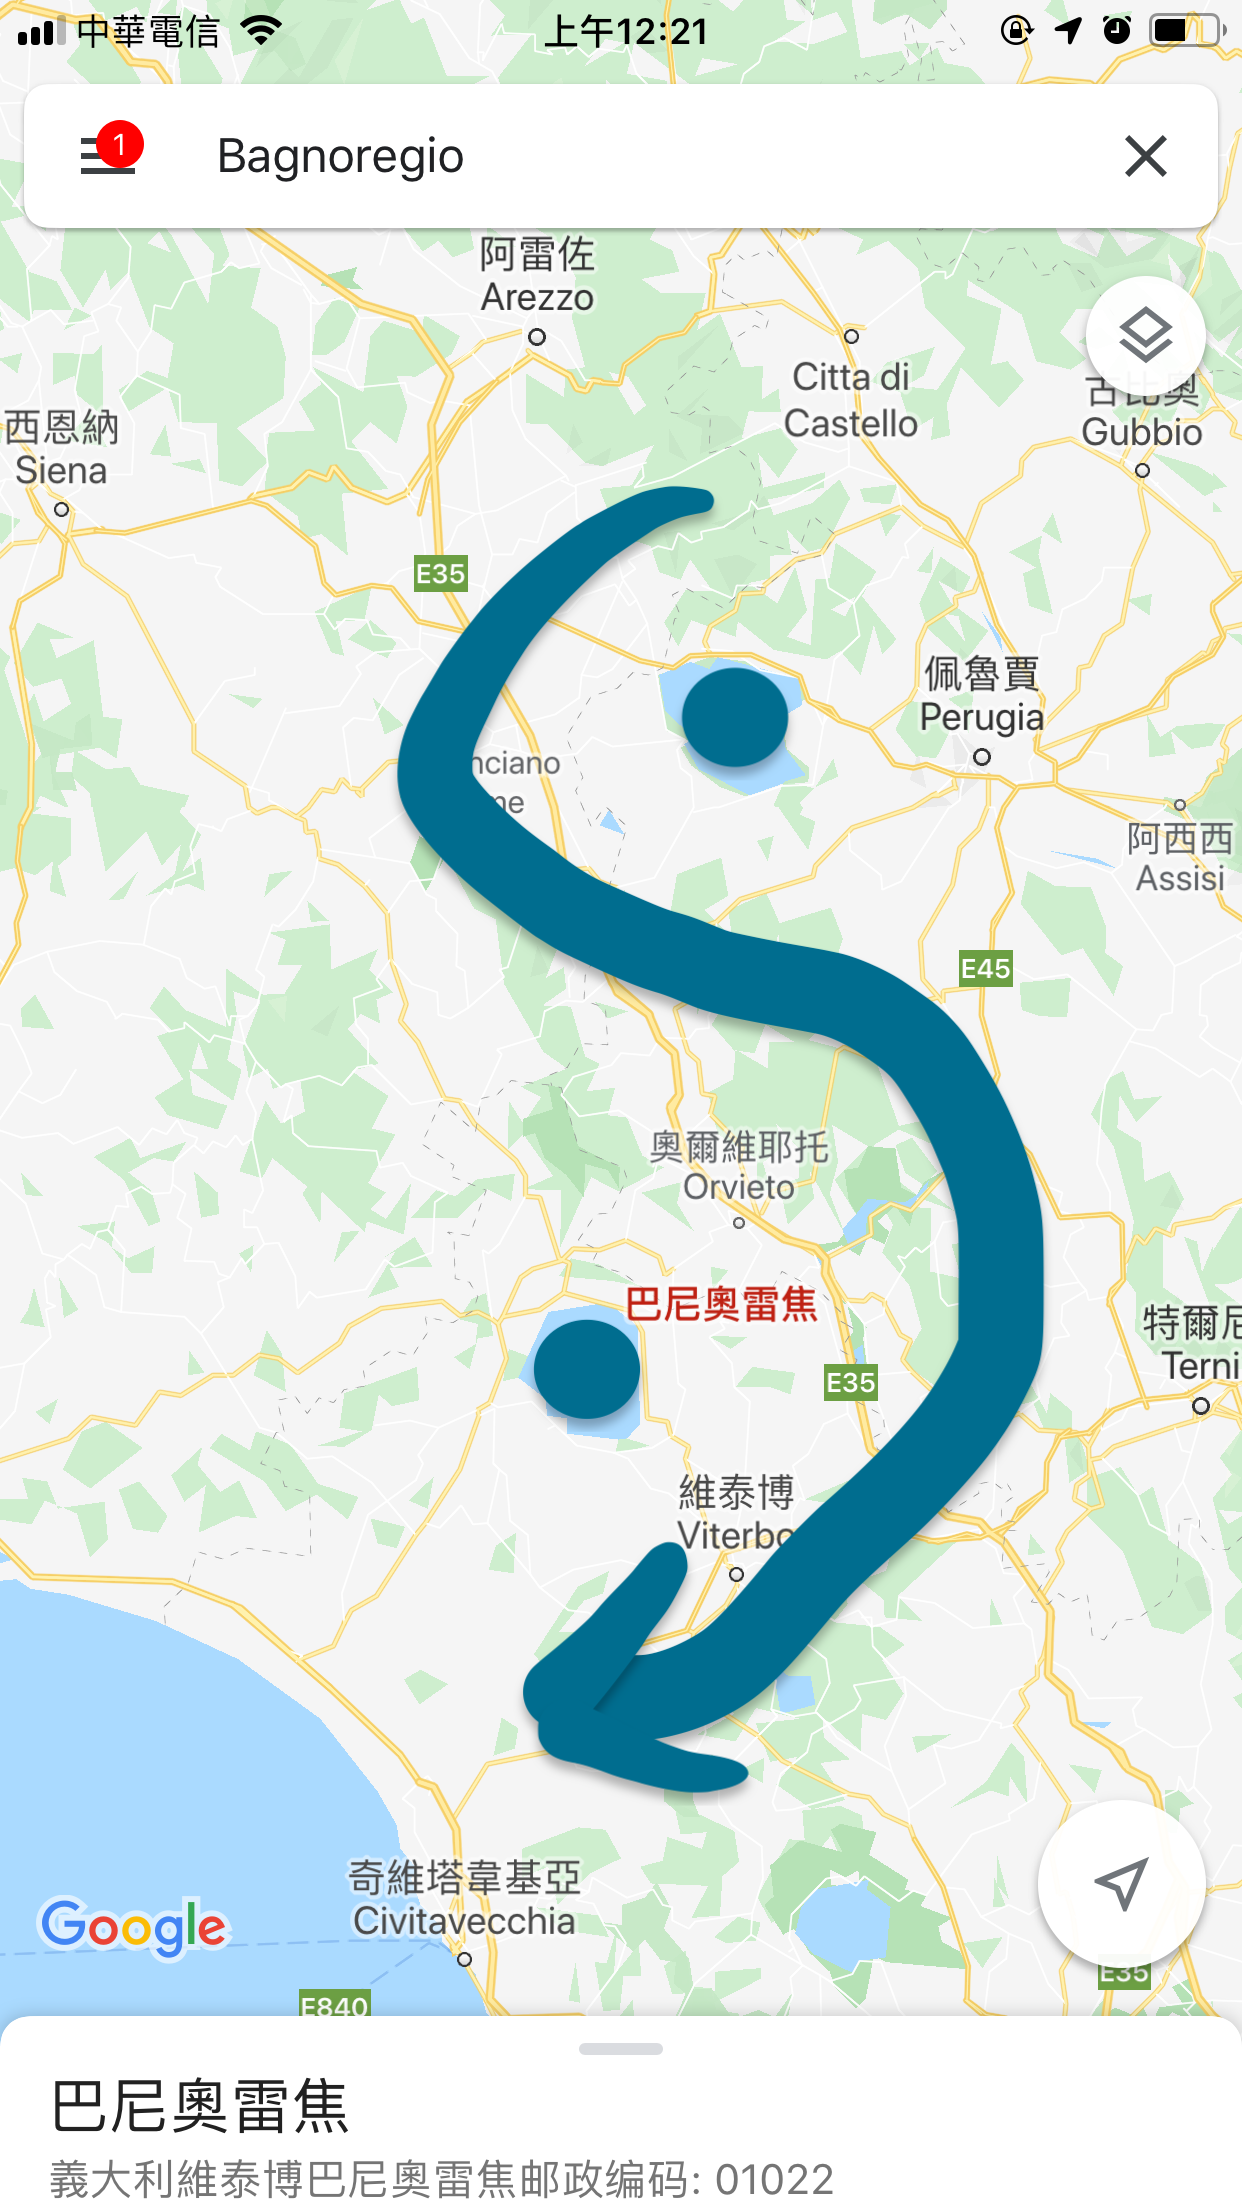 中華電信
上午12:21
1
Bagnoregio
阿雷佐
Arezzo
Citta di
Castello
古比奧
Gubbio
西恩納
Siena
E35
佩魯賈
Perugia
nciano
ne
阿西西
Assisi
E45
奧爾維耶托
Orvieto
巴尼奧雷焦
特爾尼
Terni
E35
維泰博
Viterbo
奇維塔韋基亞
Civitavecchia
Google
E35
E840
巴尼奧雷焦
義大利維泰博巴尼奧雷焦邮政编码: 01022